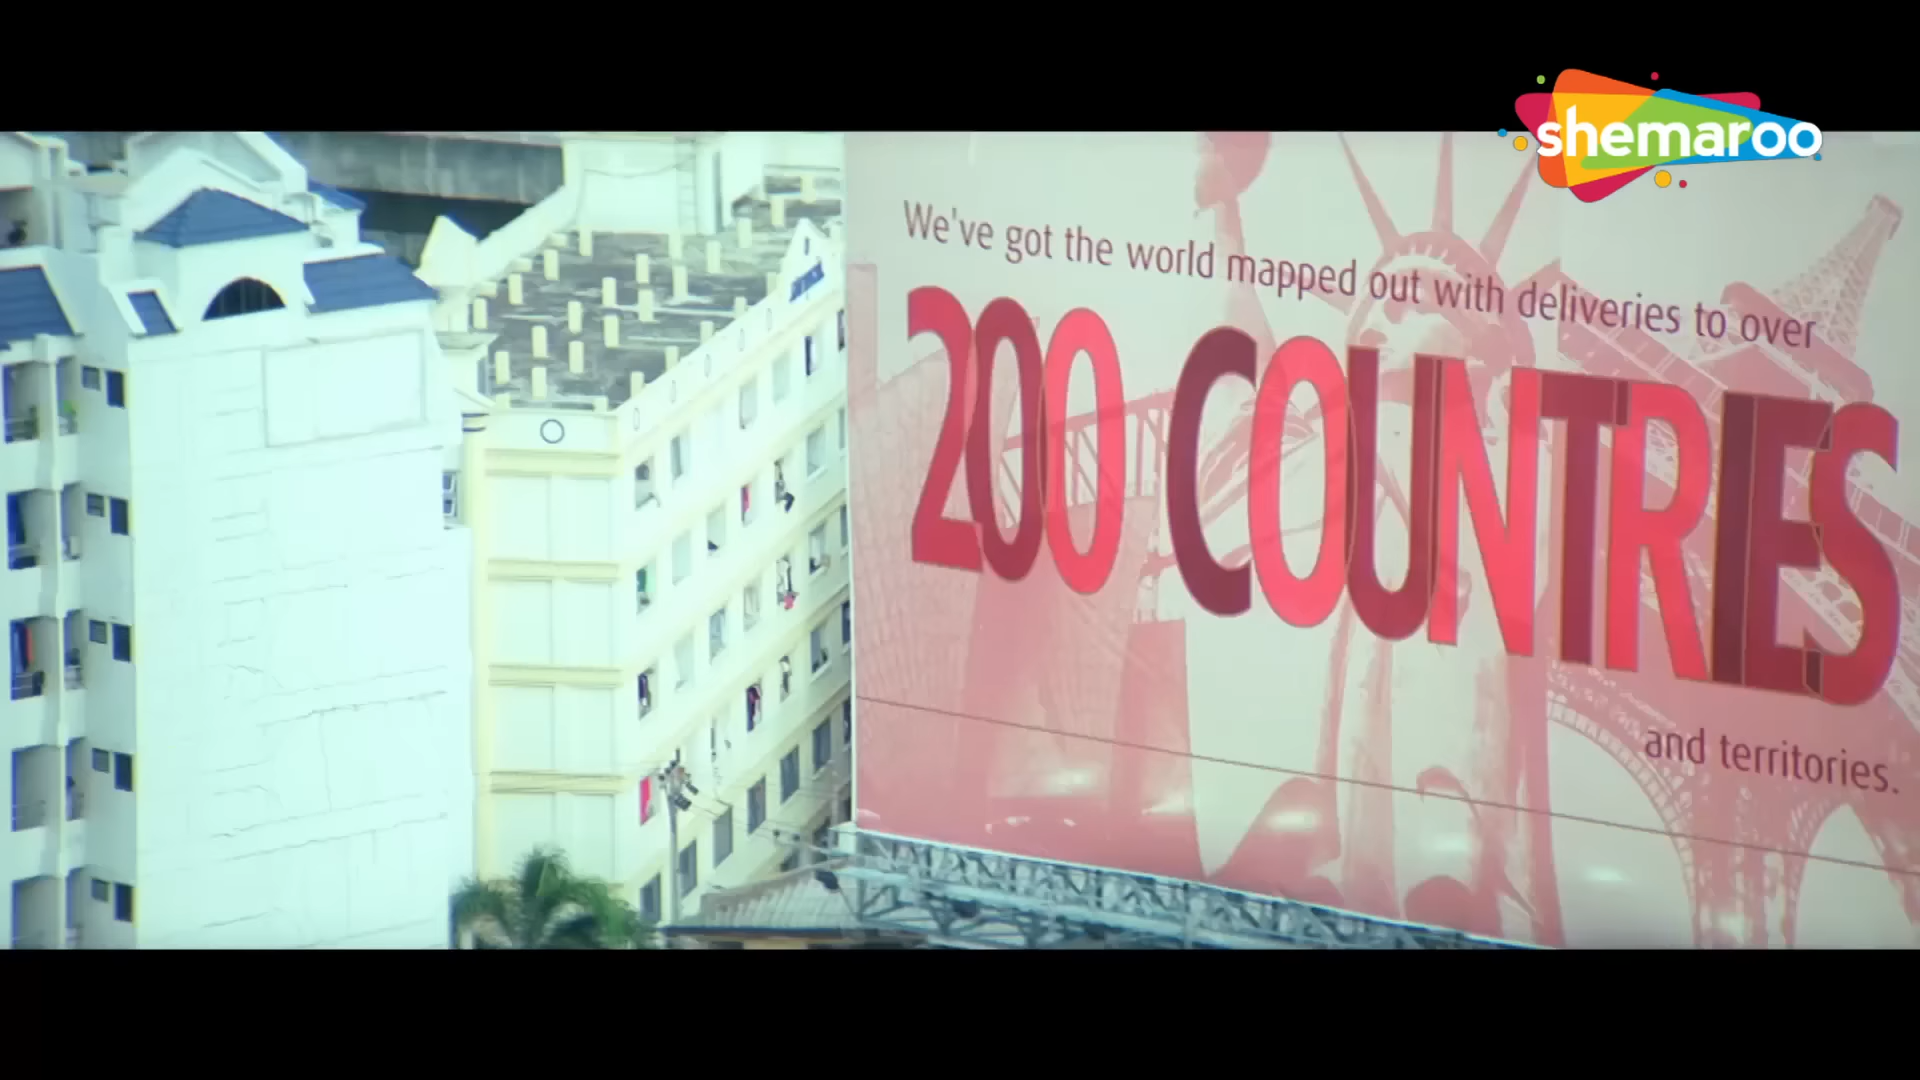 shemaroo
We've got the world mapped out with deliveries to over
200 COUNTRIES
and territories.